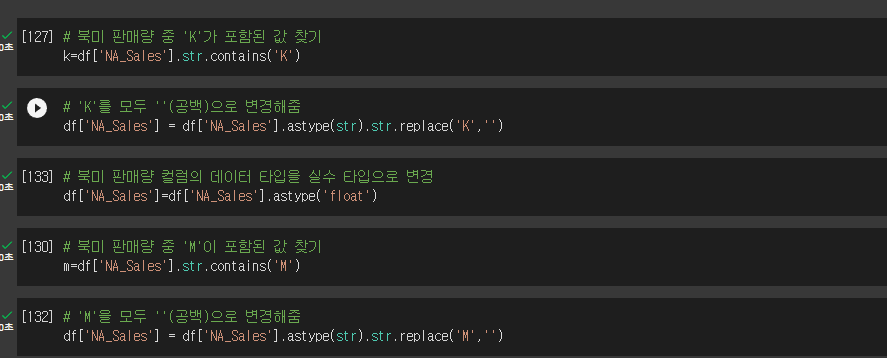 [127] # 북미 판매량 중 'K'가 포함된 값 찾기
k=df['NA_Sales'].str.contains('K')
# 'K'를 모두 ''(공백)으로 변경해줌
df['NA_Sales'] = df['NA_Sales'].astype(str).str.replace('K','')
[133] # 북미 판매량 컬럼의 데이터 타입을 실수 타입으로 변경
df['NA_Sales']=df['NA_Sales'].astype('float')
[130] # 북미 판매량 중 'M'이 포함된 값 찾기
m=df['NA_Sales'].str.contains('M')
[132] # 'M'을 모두 ''(공백)으로 변경해줌
df['NA_Sales'] = df['NA_Sales'].astype(str).str.replace('M','')